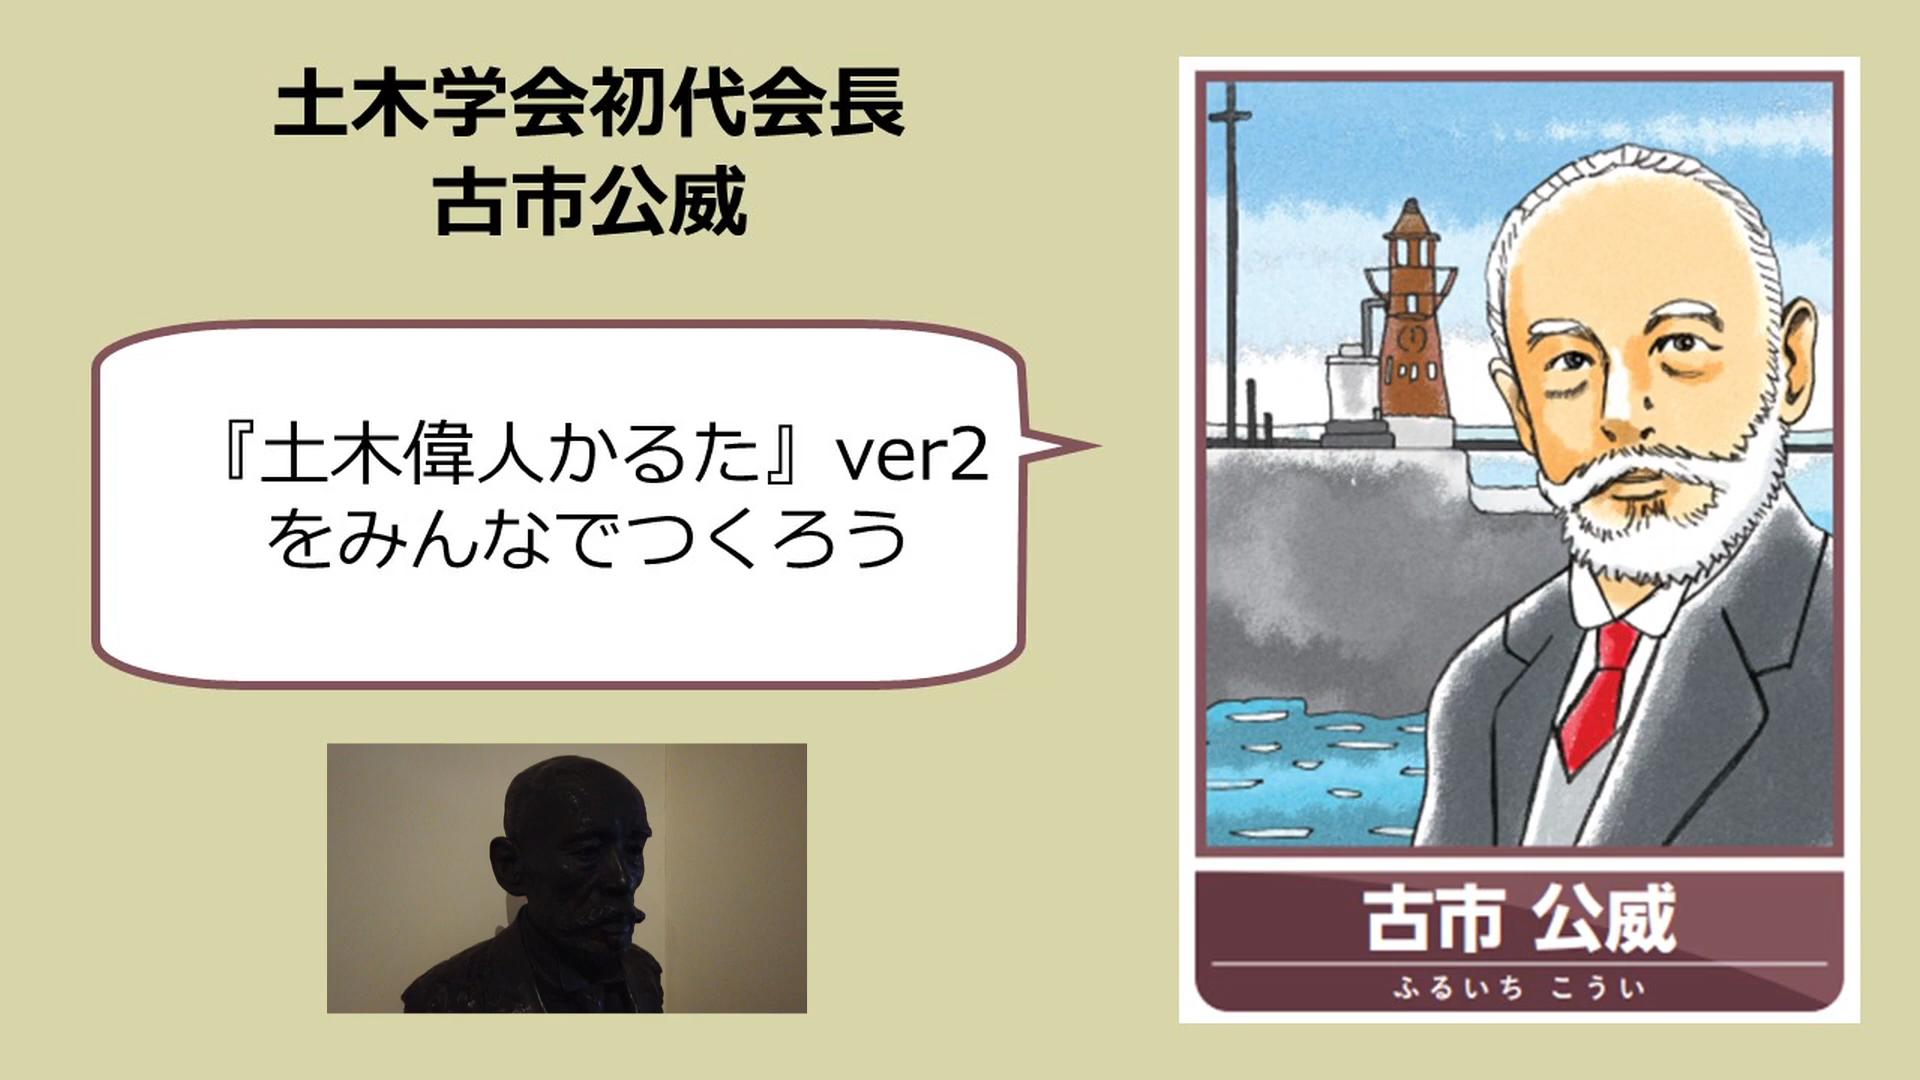 土木学会初代会長
古市公威
『土木偉人かるた』ver2
をみんなでつくろう
古市 公威
ふるいち こうい